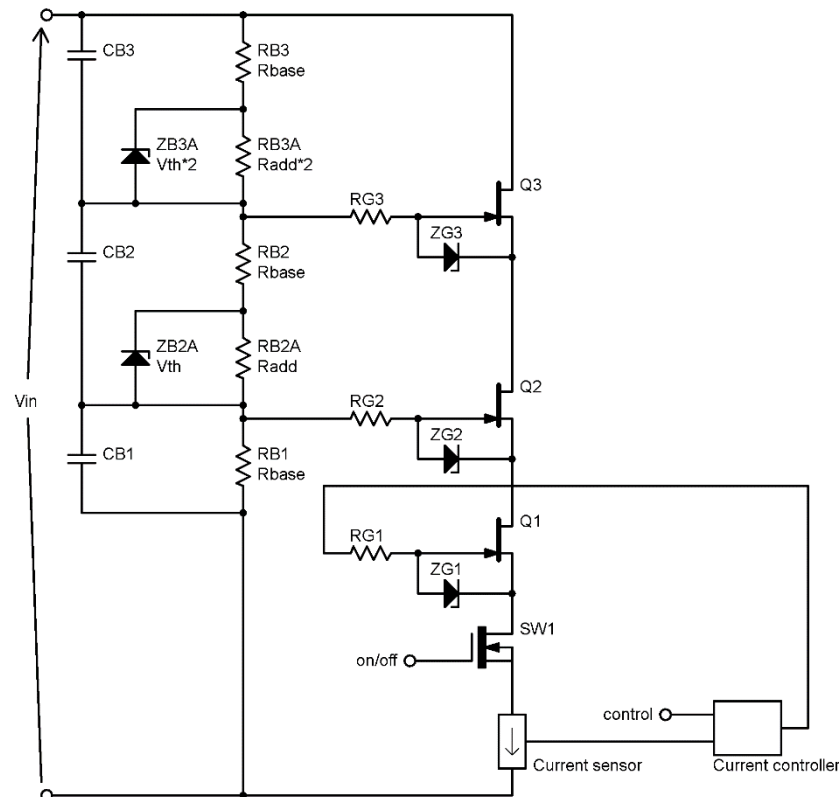 CB3
RB3
Rbase
ZB3A
Vth*2
RB3A
Radd*2
Q3
RG3
ZG3
CB2
RB2
Rbase
ZB2A
Vth
RB2A
Radd
Q2
Vin
RG2
ZG2
CB1
RB1
Rbase
Q1
RG1
ZG1
SW1
on/off
control
Current sensor
Current controller